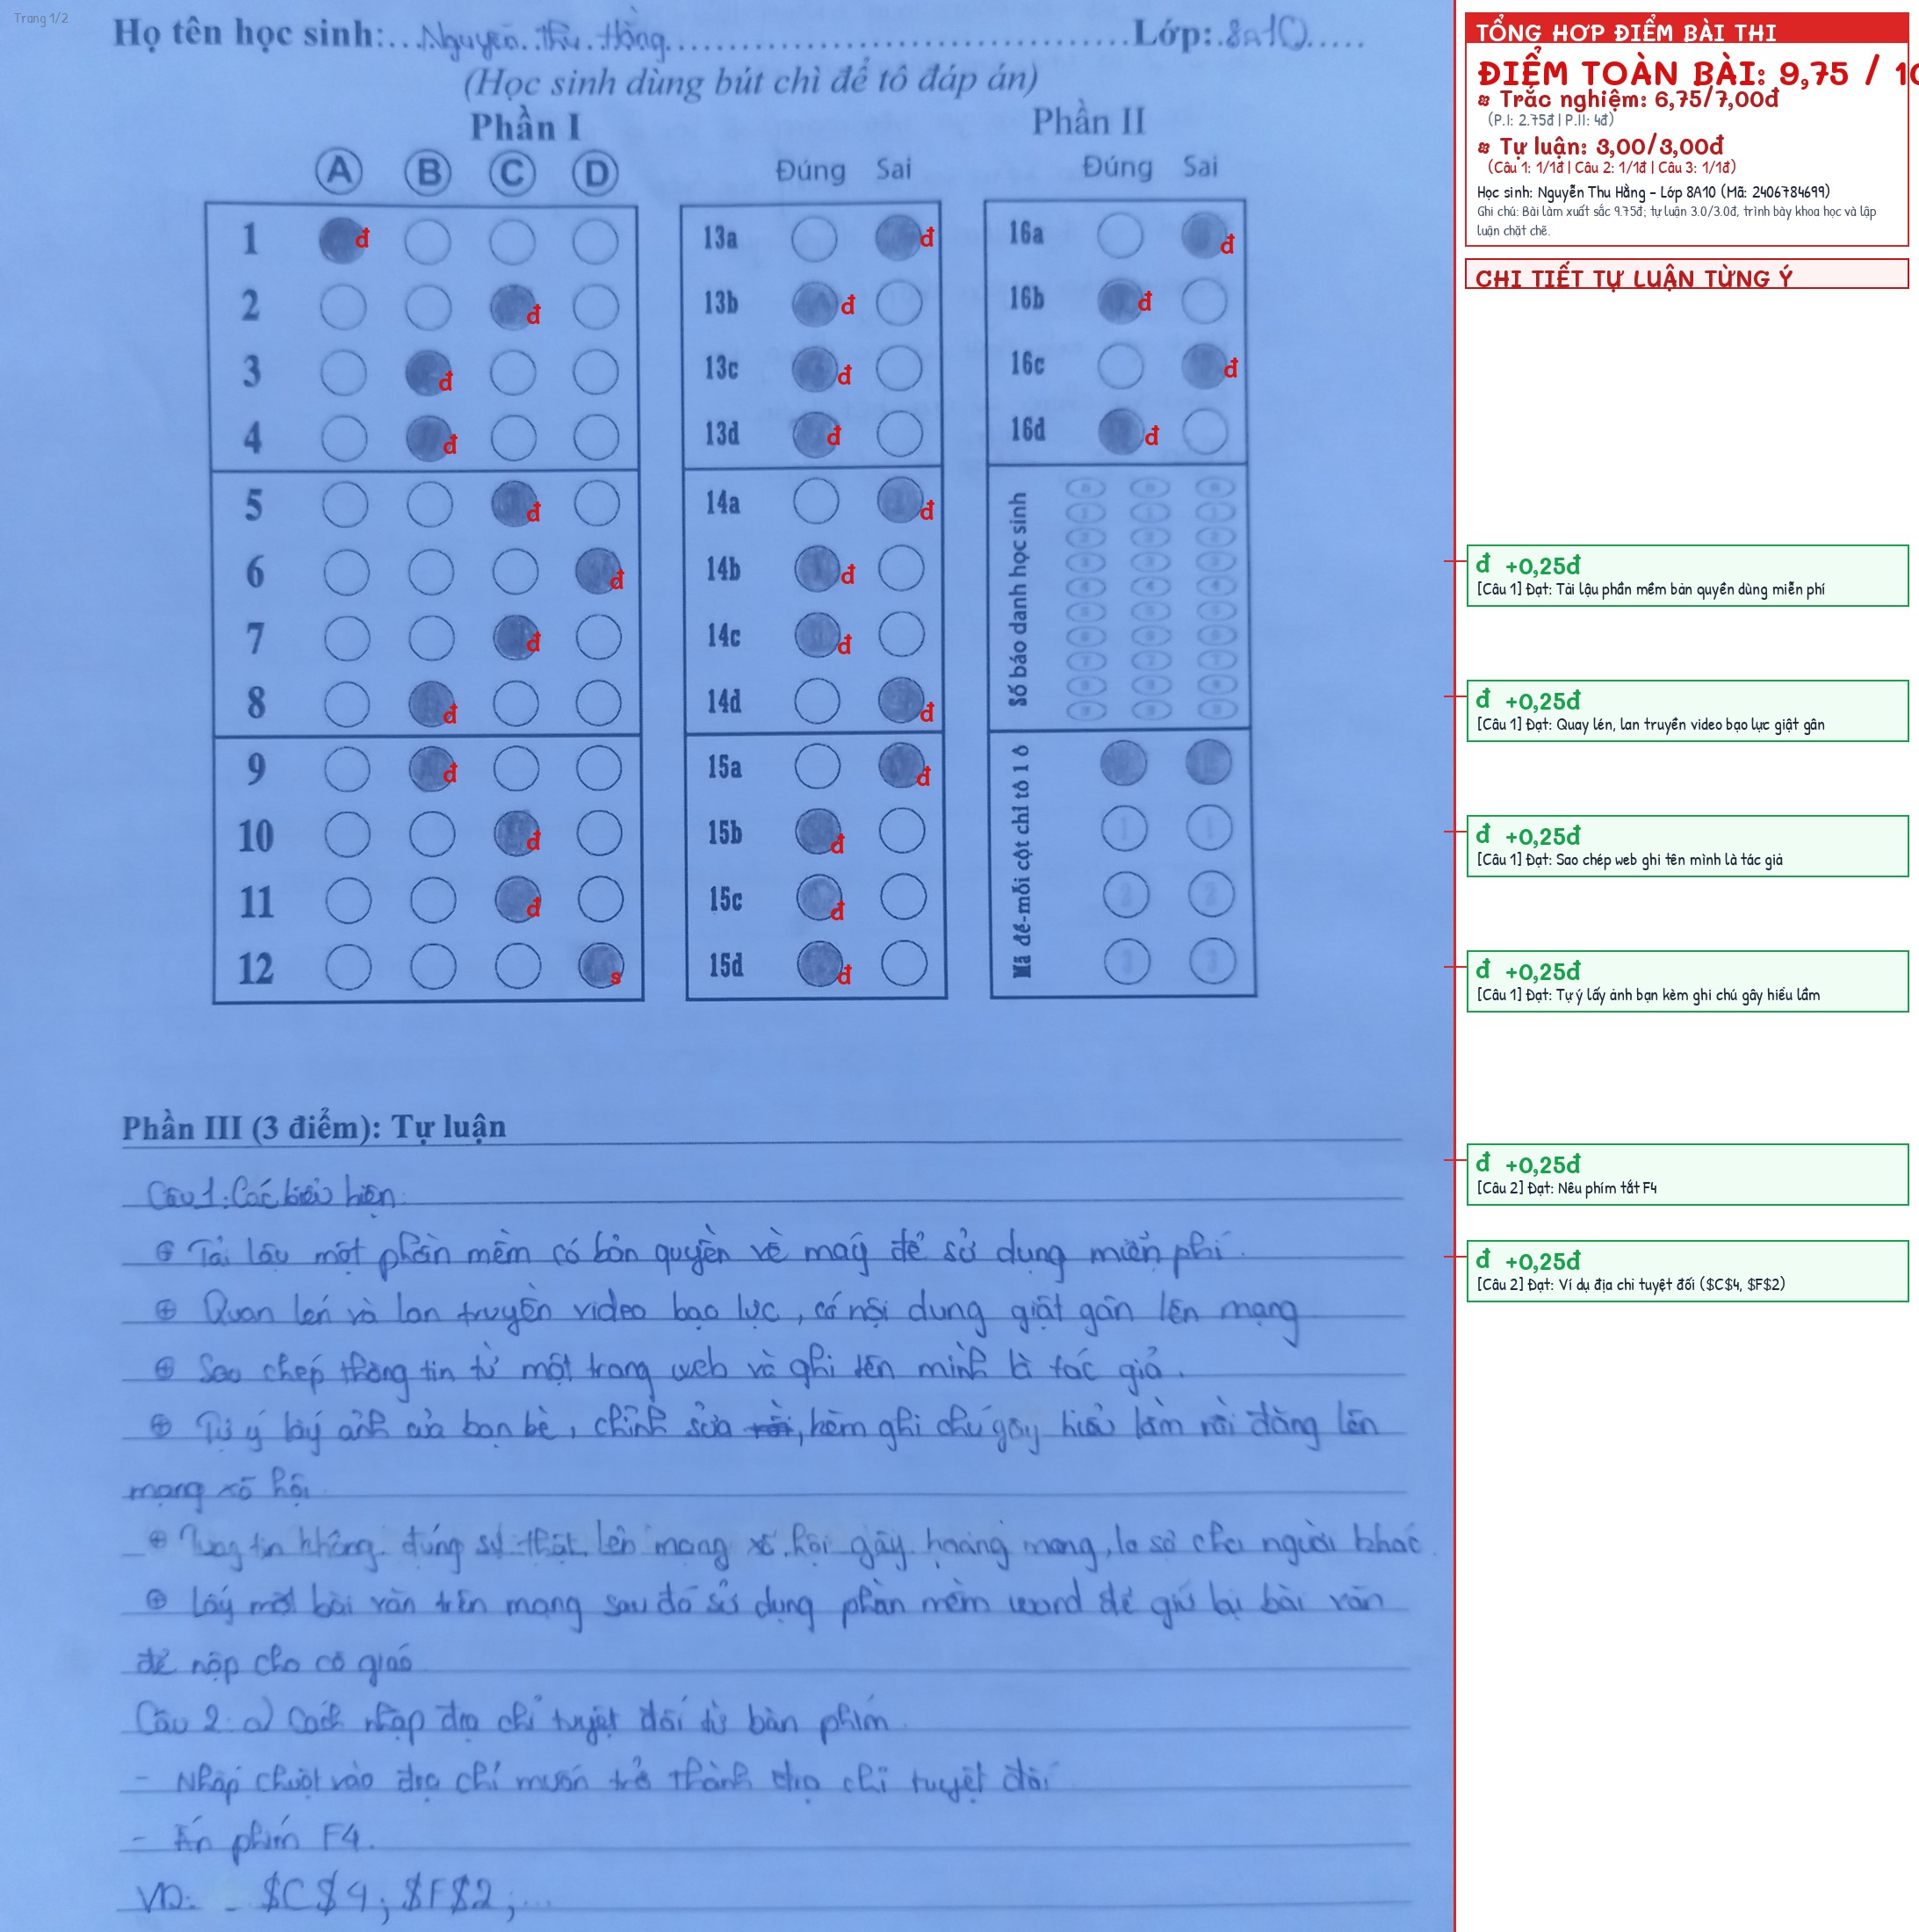 Trang 1/2
Họ tên học sinh:...Nguyễn Thu Hằng...Lớp:.8A10.....
(Học sinh dùng bút chì để tô đáp án)
Phần I
Phần II
A B C D
Đúng Sai
Đúng Sai
1 đ
2 đ
3 đ
4 đ
5 đ
6 đ
7 đ
8 đ
9 đ
10 đ
11 đ
12 s
13a đ
13b đ
13c đ
13d đ
14a đ
14b đ
14c đ
14d đ
15a đ
15b đ
15c đ
15d đ
16a đ
16b đ
16c đ
16d đ
Số báo danh học sinh
Mã đề-mỗi cột chỉ tô 1 ô
1 1
2 2
3 3
Phần III (3 điểm): Tự luận
Câu 1: Các biểu hiện:
+ Tải lậu một phần mềm có bản quyền về máy để sử dụng miễn phí.
+ Quan lén và lan truyền video bạo lực, có nội dung giật gân lên mạng
+ Sao chép thông tin từ một trang web và ghi tên mình là tác giả.
+ Tự ý lấy ảnh của bạn bè, chỉnh sửa, kèm ghi chú gây hiểu lầm rồi đăng lên
mạng xã hội.
+ tin không đúng sự thật lên mạng xã hội gây hoang mang, lo sợ cho người khác.
+ Lấy một bài văn trên mạng sau đó sử dụng phần mềm word để lại bài văn
để nộp cho cô giáo
Câu 2: a) Cách nhập địa chỉ tuyệt đối từ bàn phím.
- Nhấp chuột vào địa chỉ muốn trở thành địa chỉ tuyệt đối
- Ấn phím F4.
VD: - $C$4; $F$2;...
TỔNG HỢP ĐIỂM BÀI THI
ĐIỂM TOÀN BÀI: 9,75 / 10
Trắc nghiệm: 6,75/7,00đ
(P.I: 2.75đ | P.II: 4đ)
Tự luận: 3,00/3,00đ
(Câu 1: 1/1đ | Câu 2: 1/1đ | Câu 3: 1/1đ)
Học sinh: Nguyễn Thu Hằng - Lớp 8A10 (Mã: 2406784699)
Ghi chú: Bài làm xuất sắc 9.75đ; tự luận 3.0/3.0đ, trình bày khoa học và lập
luận chặt chẽ.
CHI TIẾT TỰ LUẬN TỪNG Ý
đ +0,25đ
[Câu 1] Đạt: Tải lậu phần mềm bản quyền dùng miễn phí
đ +0,25đ
[Câu 1] Đạt: Quay lén, lan truyền video bạo lực giật gân
đ +0,25đ
[Câu 1] Đạt: Sao chép web ghi tên mình là tác giả
đ +0,25đ
[Câu 1] Đạt: Tự ý lấy ảnh bạn kèm ghi chú gây hiểu lầm
đ +0,25đ
[Câu 2] Đạt: Nêu phím tắt F4
đ +0,25đ
[Câu 2] Đạt: Ví dụ địa chỉ tuyệt đối ($C$4, $F$2)